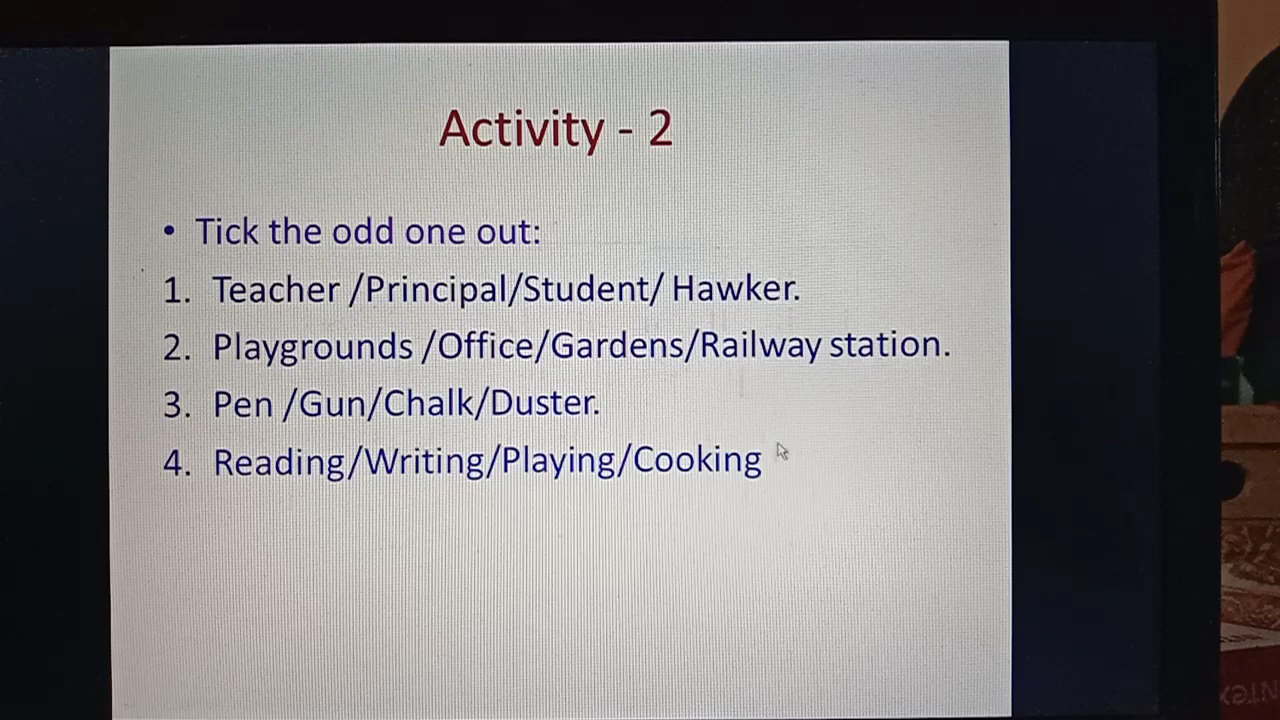 Activity - 2
• Tick the odd one out:
1. Teacher /Principal/Student/ Hawker.
2. Playgrounds /Office/Gardens/Railway station.
3. Pen /Gun/Chalk/Duster.
4. Reading/Writing/Playing/Cooking